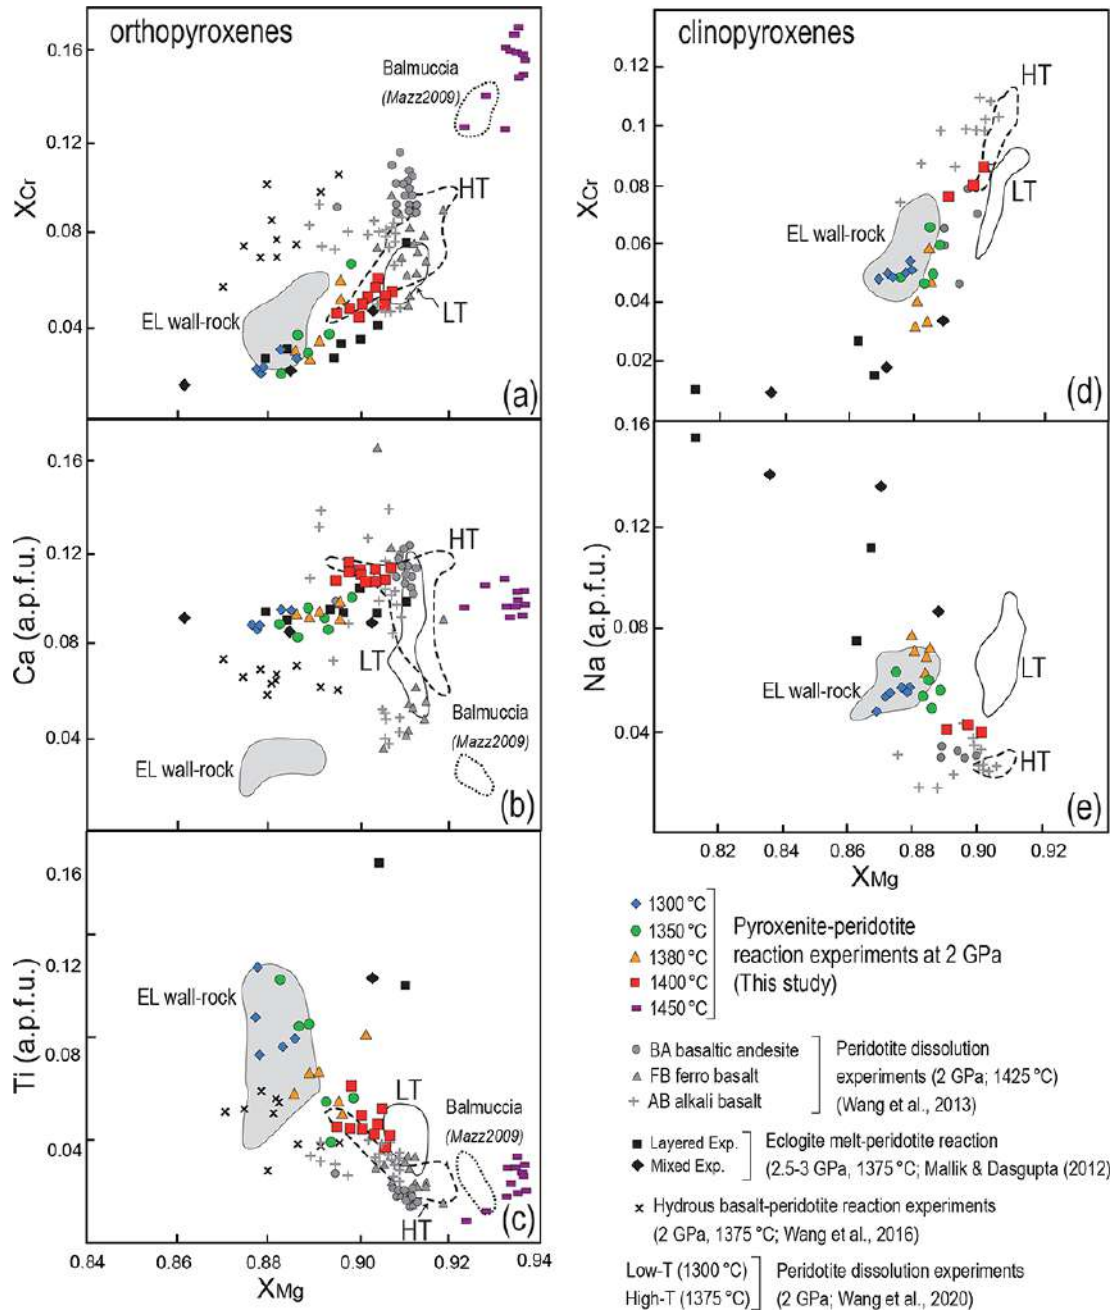 orthopyroxenes
0.16
0.12
0.08
0.04
XCr
Balmuccia
(Mazz2009)
HT
LT
EL wall-rock
(a)
0.16
0.12
0.08
0.04
Ca (a.p.f.u.)
HT
LT
Balmuccia
(Mazz2009)
EL wall-rock
(b)
0.16
0.12
0.08
0.04
Ti (a.p.f.u.)
EL wall-rock
LT
Balmuccia
(Mazz2009)
HT
(c)
0.84 0.86 0.88 0.90 0.92 0.94
XMg
clinopyroxenes
0.12
0.1
0.08
0.06
0.04
0.02
XCr
HT
LT
EL wall-rock
(d)
0.16
0.12
0.08
0.04
Na (a.p.f.u.)
EL wall-rock
LT
HT
(e)
0.82 0.84 0.86 0.88 0.90 0.92
XMg
1300 °C
1350 °C
1380 °C
1400 °C
1450 °C
Pyroxenite-peridotite
reaction experiments at 2 GPa
(This study)
BA basaltic andesite
FB ferro basalt
AB alkali basalt
Peridotite dissolution
experiments (2 GPa; 1425 °C)
(Wang et al., 2013)
Layered Exp.
Mixed Exp.
Eclogite melt-peridotite reaction
(2.5-3 GPa, 1375 °C; Mallik & Dasgupta (2012)
Hydrous basalt-peridotite reaction experiments
(2 GPa, 1375 °C; Wang et al., 2016)
Low-T (1300 °C)
High-T (1375 °C)
Peridotite dissolution experiments
(2 GPa; Wang et al., 2020)